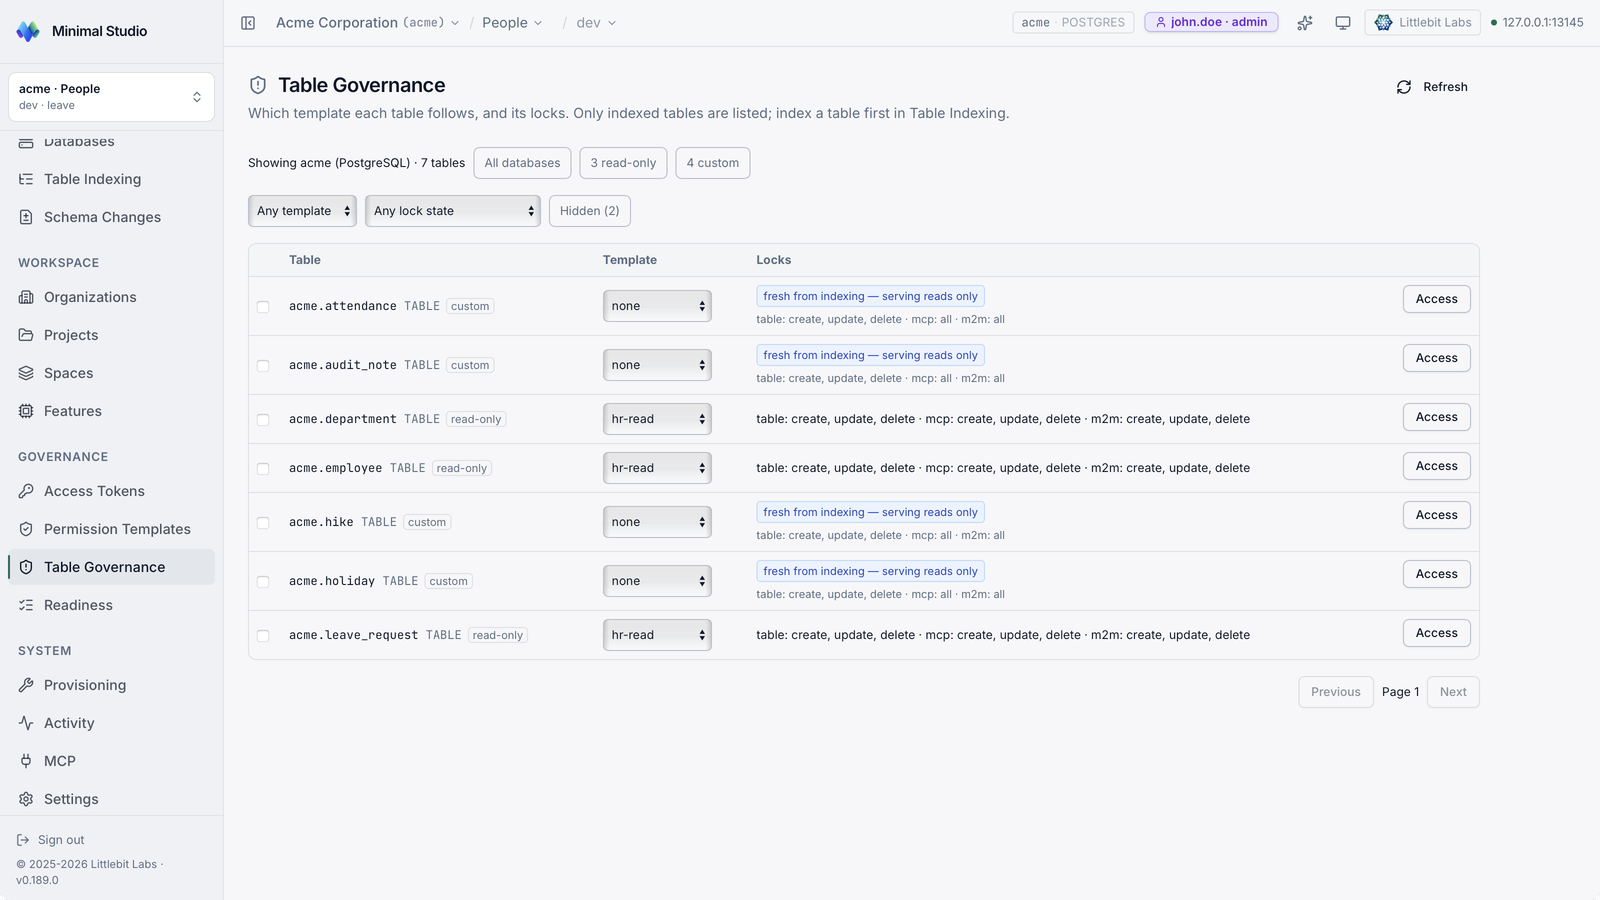 Minimal Studio
Acme Corporation (acme) / People / dev
acme · POSTGRES
john.doe · admin
Littlebit Labs
127.0.0.1:13145
acme · People
dev · leave
Databases
Table Indexing
Schema Changes
WORKSPACE
Organizations
Projects
Spaces
Features
GOVERNANCE
Access Tokens
Permission Templates
Table Governance
Readiness
SYSTEM
Provisioning
Activity
MCP
Settings
Sign out
© 2025-2026 Littlebit Labs ·
v0.189.0
Table Governance
Refresh
Which template each table follows, and its locks. Only indexed tables are listed; index a table first in Table Indexing.
Showing acme (PostgreSQL) · 7 tables All databases 3 read-only 4 custom
Any template Any lock state Hidden (2)
Table Template Locks
acme.attendance TABLE custom none fresh from indexing — serving reads only Access
table: create, update, delete · mcp: all · m2m: all
acme.audit_note TABLE custom none fresh from indexing — serving reads only Access
table: create, update, delete · mcp: all · m2m: all
acme.department TABLE read-only hr-read table: create, update, delete · mcp: create, update, delete · m2m: create, update, delete Access
acme.employee TABLE read-only hr-read table: create, update, delete · mcp: create, update, delete · m2m: create, update, delete Access
acme.hike TABLE custom none fresh from indexing — serving reads only Access
table: create, update, delete · mcp: all · m2m: all
acme.holiday TABLE custom none fresh from indexing — serving reads only Access
table: create, update, delete · mcp: all · m2m: all
acme.leave_request TABLE read-only hr-read table: create, update, delete · mcp: create, update, delete · m2m: create, update, delete Access
Previous Page 1 Next